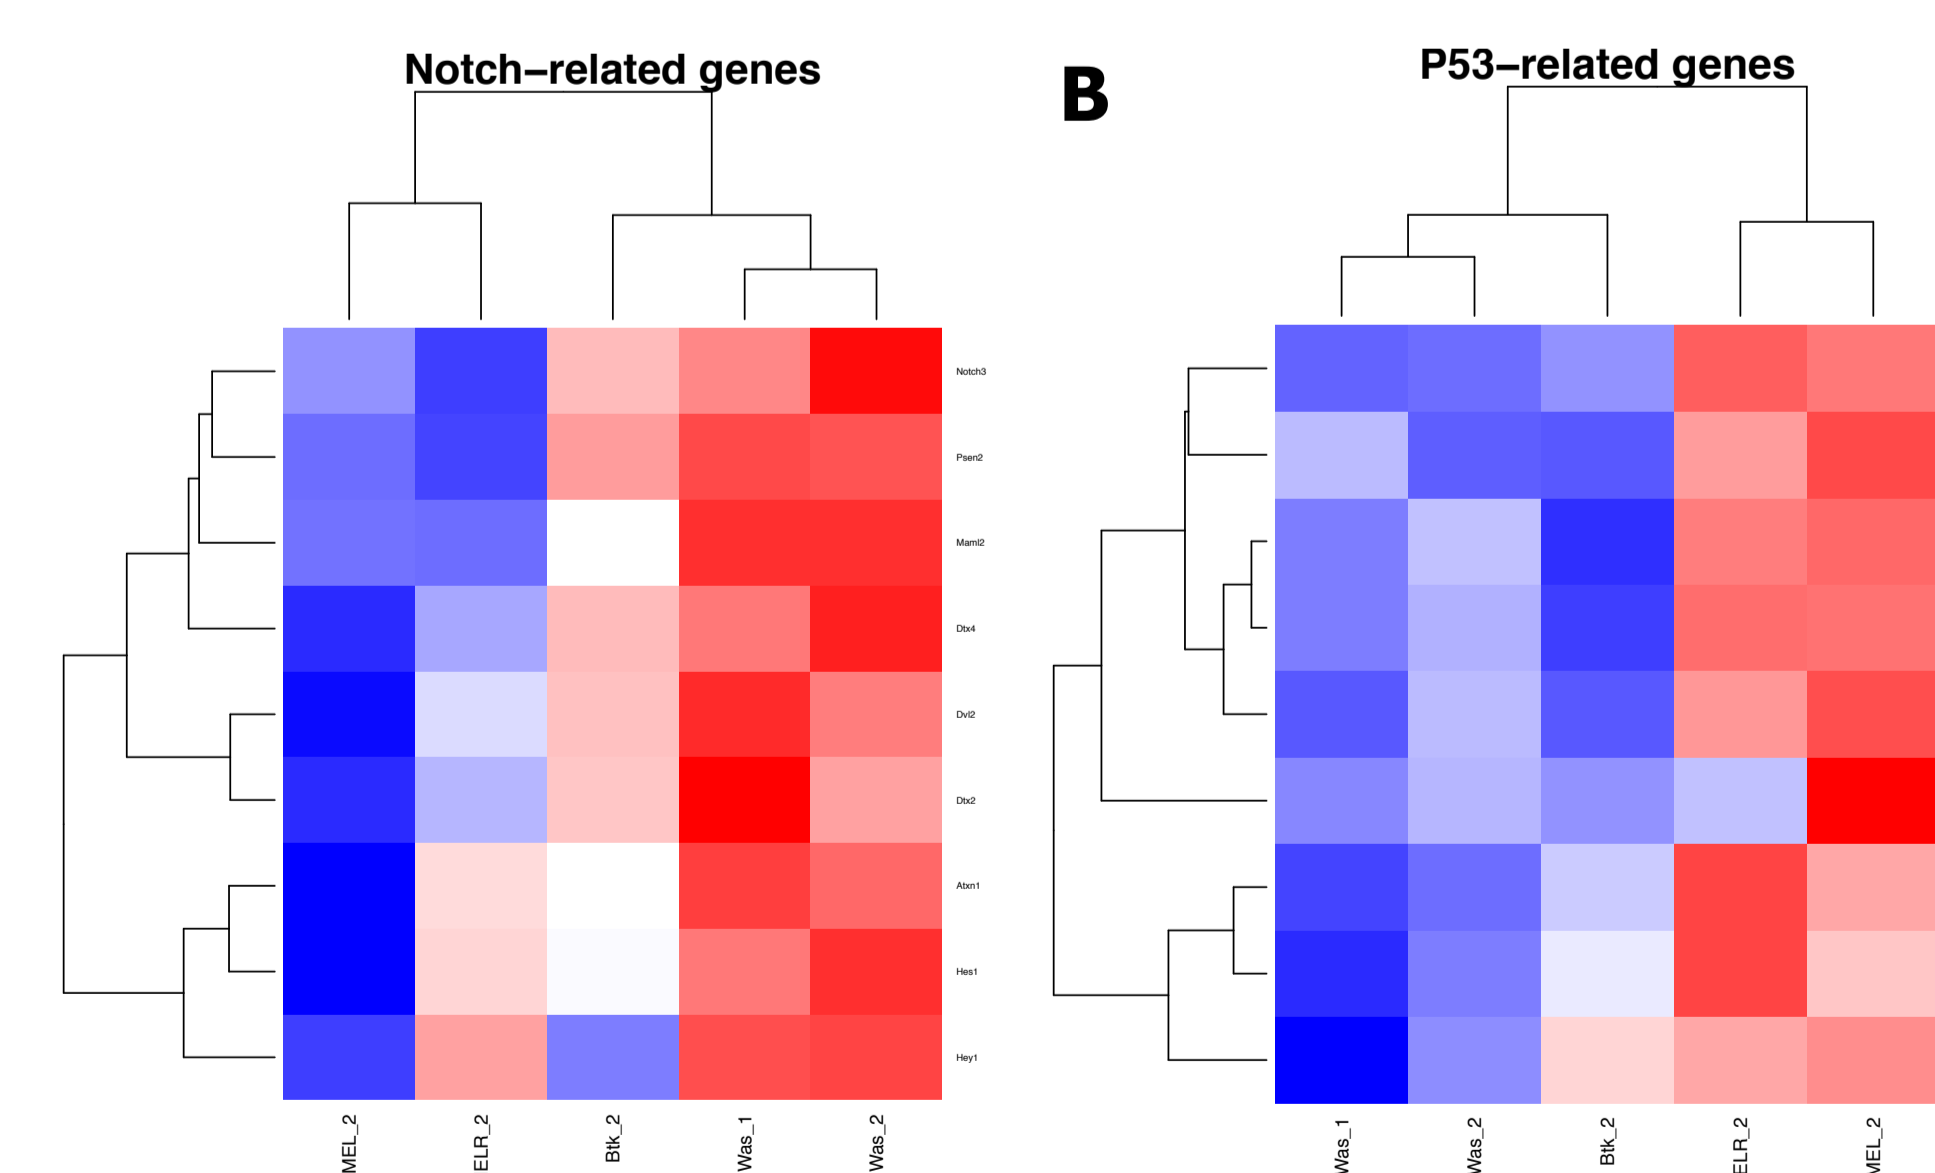 Notch–related genes
Notch3
Psen2
Maml2
Dtx4
Dvl2
Dtx2
Atxn1
Hes1
Hey1
MEL_2
ELR_2
Btk_2
Was_1
Was_2
B
P53–related genes
Was_1
Was_2
Btk_2
ELR_2
MEL_2